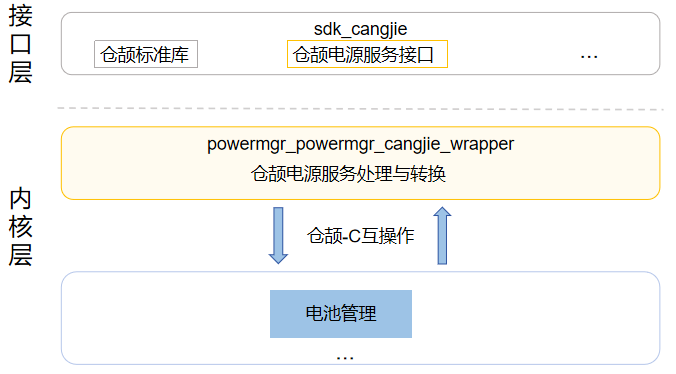 接口层
sdk_cangjie
仓颉标准库
仓颉电源服务接口
...
内核层
powermgr_powermgr_cangjie_wrapper
仓颉电源服务处理与转换
仓颉-C互操作
电池管理
...